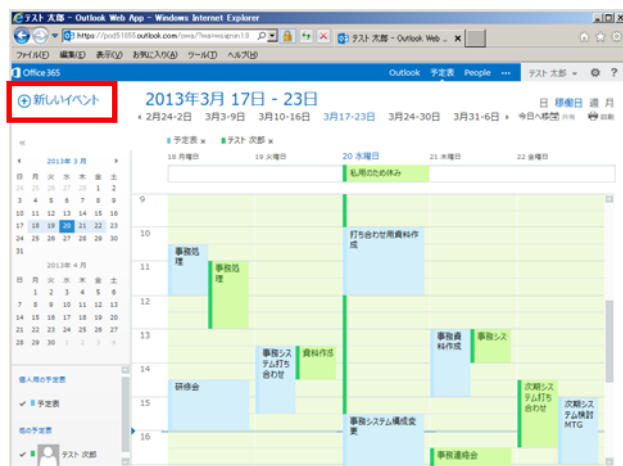 テスト 太郎 - Outlook Web App - Windows Internet Explorer
テスト 太郎 - Outlook Web ...
ファイル(F) 編集(E) 表示(V) お気に入り(A) ツール(T) ヘルプ(H)
Office 365
Outlook 予定表 People ••• テスト 太郎 ?
新しいイベント
2013年3月 17日 - 23日
日 稼働日 週 月
2月24-2日 3月3-9日 3月10-16日 3月17-23日 3月24-30日 3月31-6日
今日へ移動 共有 印刷
予定表 × テスト 次郎 ×
2013年 3月
日 月 火 水 木 金 土
24 25 26 27 28 1 2
3 4 5 6 7 8 9
10 11 12 13 14 15 16
17 18 19 20 21 22 23
24 25 26 27 28 29 30
31
2013年 4月
日 月 火 水 木 金 土
1 2 3 4 5 6
7 8 9 10 11 12 13
14 15 16 17 18 19 20
21 22 23 24 25 26 27
28 29 30 1 2 3 4
個人用の予定表
予定表
他の予定表
テスト 次郎
18 月曜日 19 火曜日 20 水曜日 21 木曜日 22 金曜日
私用のため休み
9
10
打ち合わせ用資料作
成
事務処
理
11
事務処
理
12
13
事務資
料作成
事務シス
事務シス
テム打ち
合わせ
資料作成
14
研修会
次期シス
テム打ち
合わせ
15
次期シス
テム検討
MTG
事務システム構成変
更
16
事務連絡会